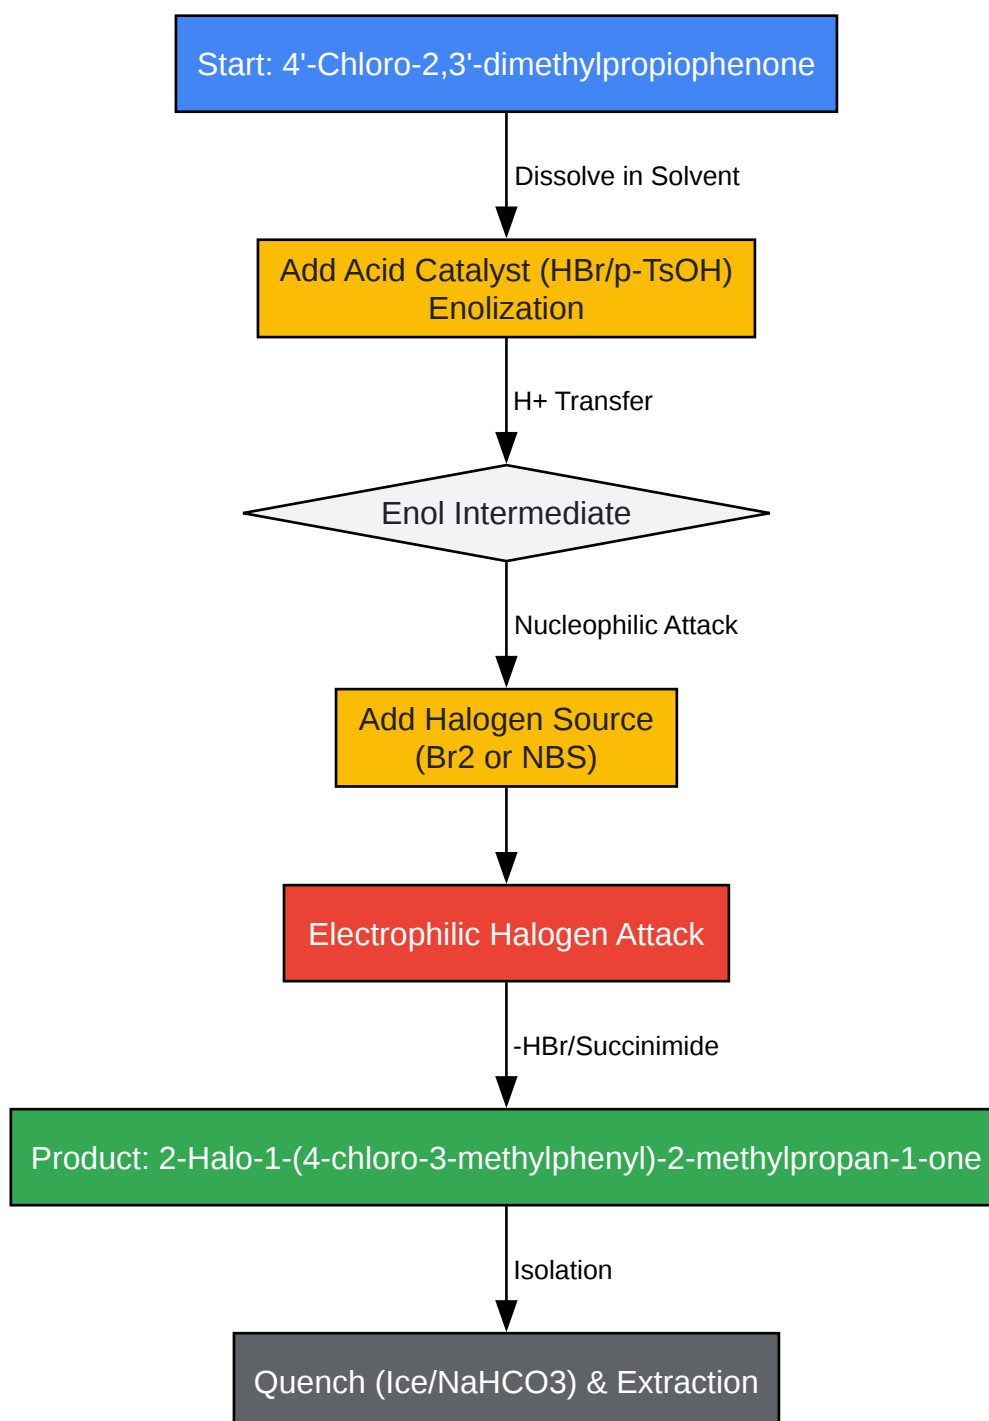 Start: 4'-Chloro-2,3'-dimethylpropiophenone
Dissolve in Solvent
Add Acid Catalyst (HBr/p-TsOH)
Enolization
H+ Transfer
Enol Intermediate
Nucleophilic Attack
Add Halogen Source
(Br2 or NBS)
Electrophilic Halogen Attack
-HBr/Succinimide
Product: 2-Halo-1-(4-chloro-3-methylphenyl)-2-methylpropan-1-one
Isolation
Quench (Ice/NaHCO3) & Extraction